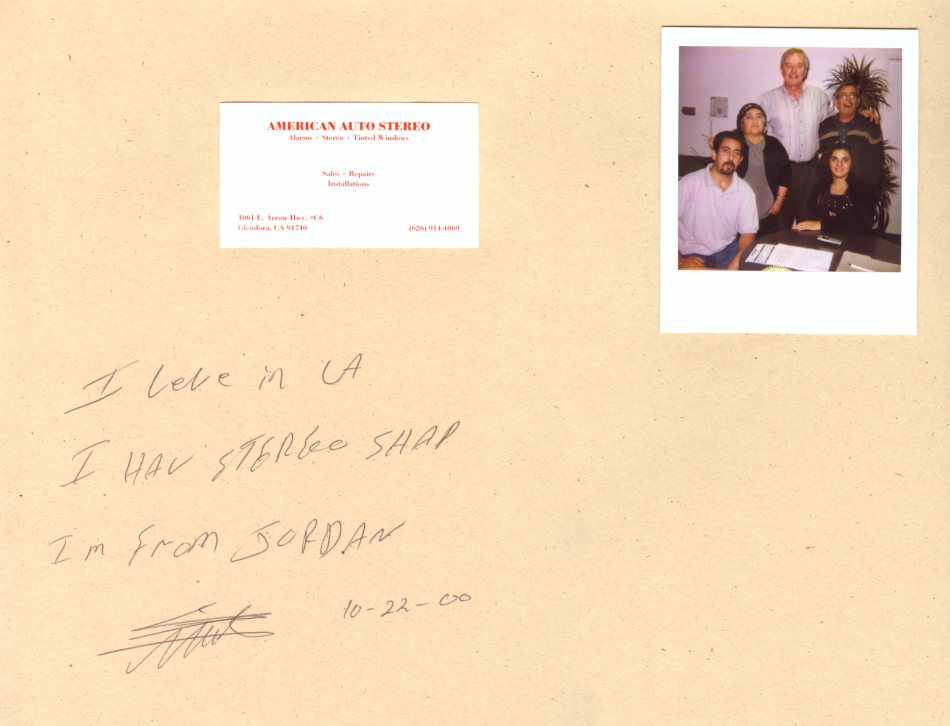 AMERICAN AUTO STEREO
Alarms • Stereo • Tinted Windows
Sales • Repairs
Installations
1061 E. Arrow Hwy. #C6
Glendora, CA 91740
(626) 914-4069
I leve in LA
I HAV STEREO SHAP
Im From JORDAN
10-22-00